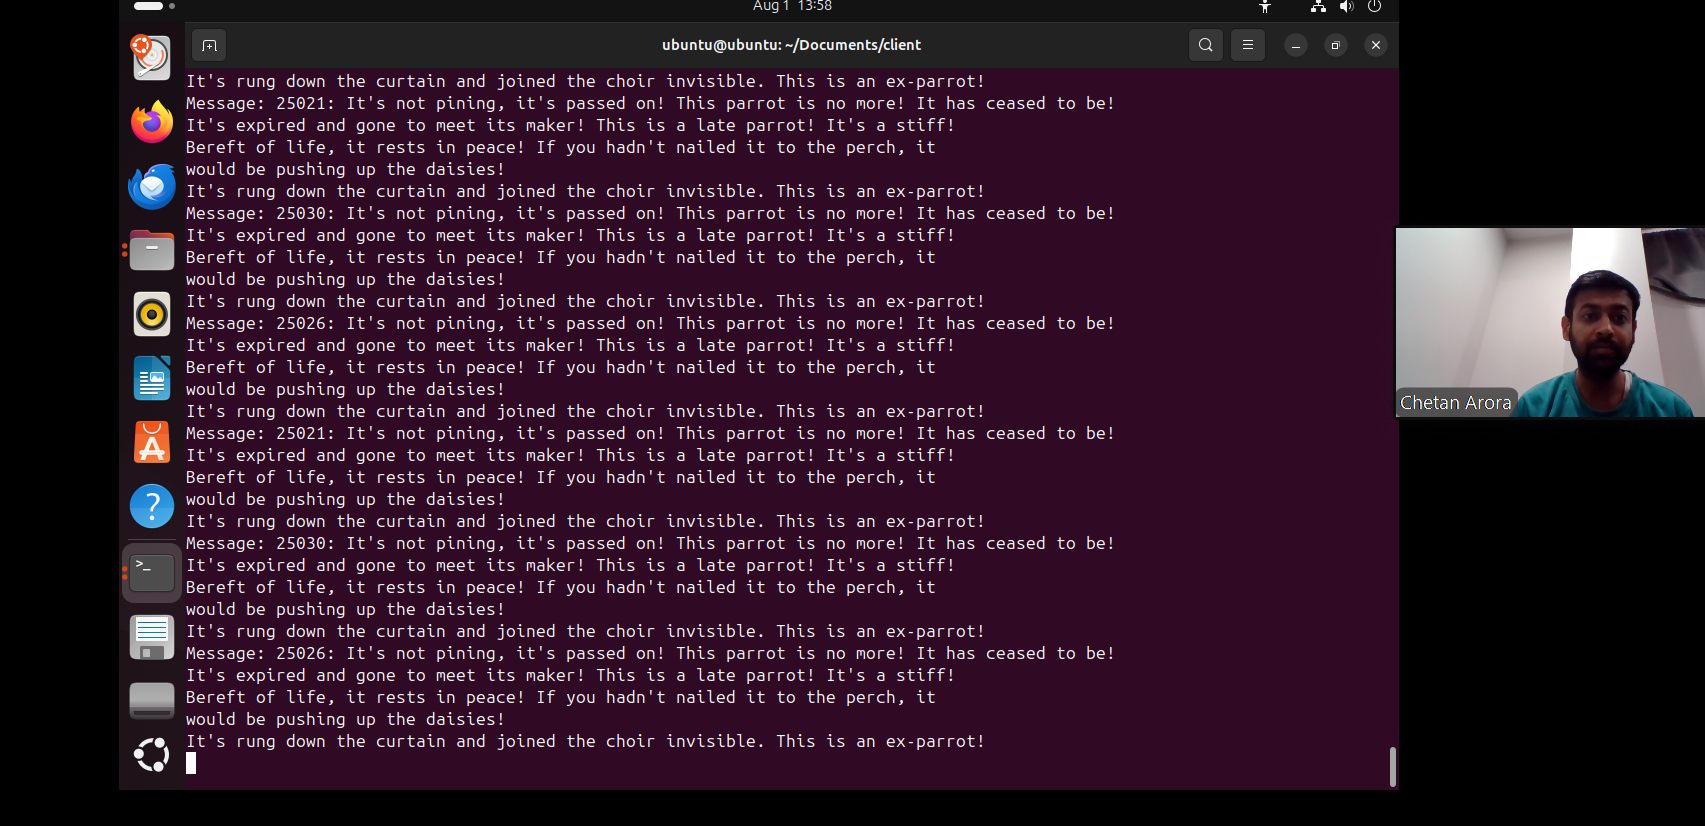 Aug 1 13:58
ubuntu@ubuntu: ~/Documents/client
It's rung down the curtain and joined the choir invisible. This is an ex-parrot!
Message: 25021: It's not pining, it's passed on! This parrot is no more! It has ceased to be!
It's expired and gone to meet its maker! This is a late parrot! It's a stiff!
Bereft of life, it rests in peace! If you hadn't nailed it to the perch, it
would be pushing up the daisies!
It's rung down the curtain and joined the choir invisible. This is an ex-parrot!
Message: 25030: It's not pining, it's passed on! This parrot is no more! It has ceased to be!
It's expired and gone to meet its maker! This is a late parrot! It's a stiff!
Bereft of life, it rests in peace! If you hadn't nailed it to the perch, it
would be pushing up the daisies!
It's rung down the curtain and joined the choir invisible. This is an ex-parrot!
Message: 25026: It's not pining, it's passed on! This parrot is no more! It has ceased to be!
It's expired and gone to meet its maker! This is a late parrot! It's a stiff!
Bereft of life, it rests in peace! If you hadn't nailed it to the perch, it
would be pushing up the daisies!
It's rung down the curtain and joined the choir invisible. This is an ex-parrot!
Message: 25021: It's not pining, it's passed on! This parrot is no more! It has ceased to be!
It's expired and gone to meet its maker! This is a late parrot! It's a stiff!
Bereft of life, it rests in peace! If you hadn't nailed it to the perch, it
would be pushing up the daisies!
It's rung down the curtain and joined the choir invisible. This is an ex-parrot!
Message: 25030: It's not pining, it's passed on! This parrot is no more! It has ceased to be!
It's expired and gone to meet its maker! This is a late parrot! It's a stiff!
Bereft of life, it rests in peace! If you hadn't nailed it to the perch, it
would be pushing up the daisies!
It's rung down the curtain and joined the choir invisible. This is an ex-parrot!
Message: 25026: It's not pining, it's passed on! This parrot is no more! It has ceased to be!
It's expired and gone to meet its maker! This is a late parrot! It's a stiff!
Bereft of life, it rests in peace! If you hadn't nailed it to the perch, it
would be pushing up the daisies!
It's rung down the curtain and joined the choir invisible. This is an ex-parrot!
Chetan Arora